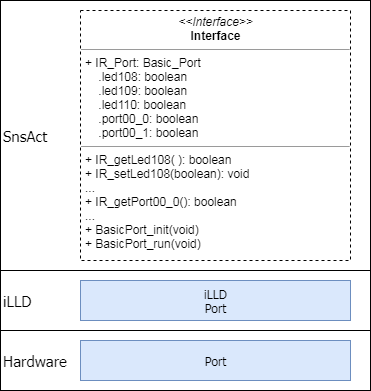 <<Interface>>
Interface
+ IR_Port: Basic_Port
.led108: boolean
.led109: boolean
.led110: boolean
.port00_0: boolean
.port00_1: boolean
SnsAct
+ IR_getLed108( ): boolean
+ IR_setLed108(boolean): void
...
+ IR_getPort00_0(): boolean
...
+ BasicPort_init(void)
+ BasicPort_run(void)
iLLD
iLLD
Port
Hardware
Port